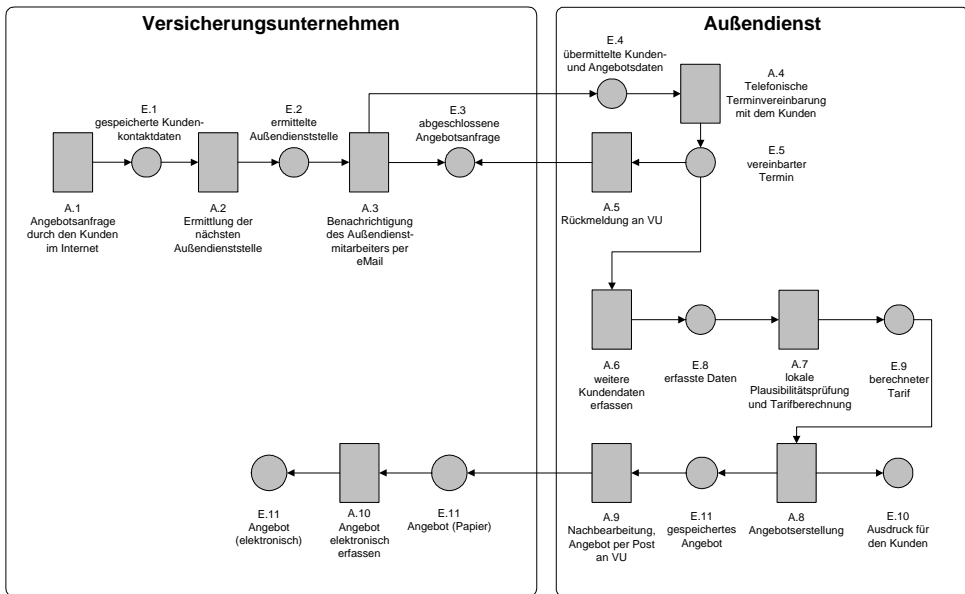 Versicherungsunternehmen
Außendienst
E.4
übermittelte Kunden-
und Angebotsdaten
A.4
Telefonische
Terminvereinbarung
mit dem Kunden
E.1
gespeicherte Kunden-
kontaktdaten
E.2
ermittelte
Außendienststelle
E.3
abgeschlossene
Angebotsanfrage
E.5
vereinbarter
Termin
A.1
Angebotsanfrage
durch den Kunden
im Internet
A.2
Ermittlung der
nächsten
Außendienststelle
A.3
Benachrichtigung
des Außendienst-
mitarbeiters per
eMail
A.5
Rückmeldung an VU
A.6
weitere
Kundendaten
erfassen
E.8
erfasste Daten
A.7
lokale
Plausibilitätsprüfung
und Tarifberechnung
E.9
berechneter
Tarif
E.11
Angebot
(elektronisch)
A.10
Angebot
elektronisch
erfassen
E.11
Angebot (Papier)
A.9
Nachbearbeitung,
Angebot per Post
an VU
E.11
gespeichertes
Angebot
A.8
Angebotserstellung
E.10
Ausdruck für
den Kunden